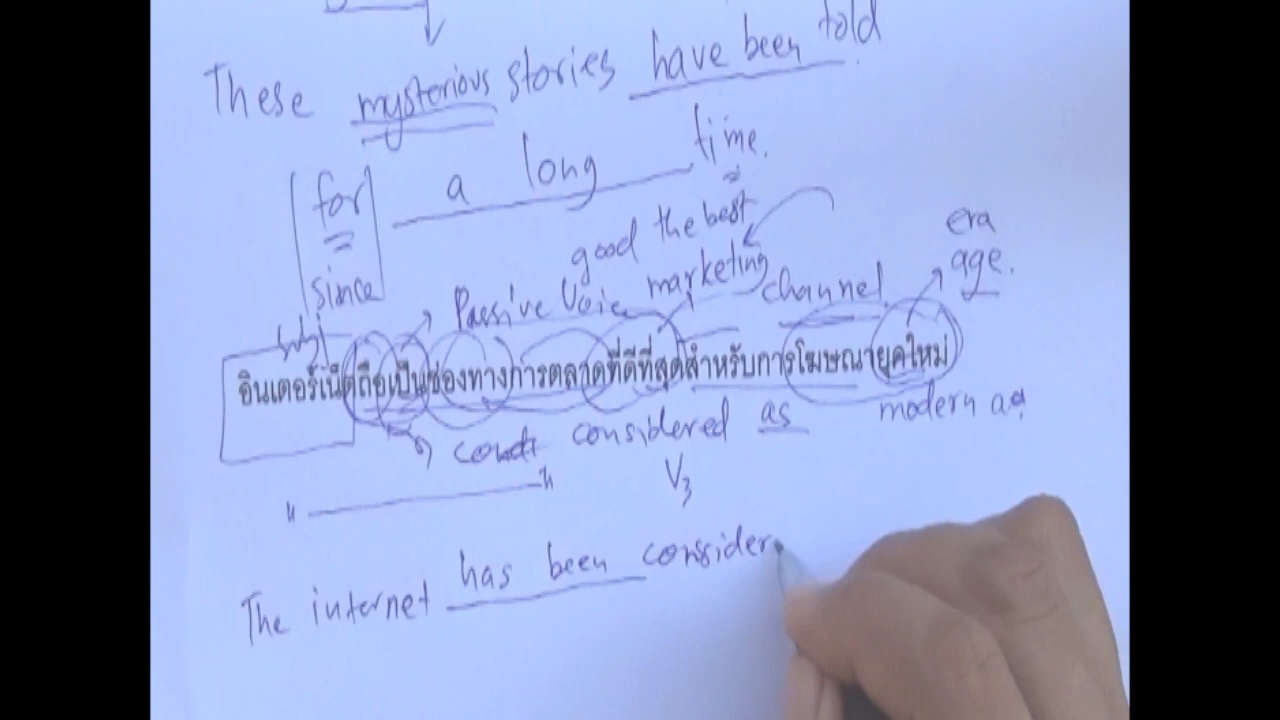 These mysterious stories have been told
for a long time.
since
good the best
era
age.
Passive Voice marketing channel
subj
อินเตอร์เน็ตถือเป็นช่องทางการตลาดที่ดีที่สุดสำหรับการโฆษณายุคใหม่
considered as
modern ag
V3
The internet has been consider